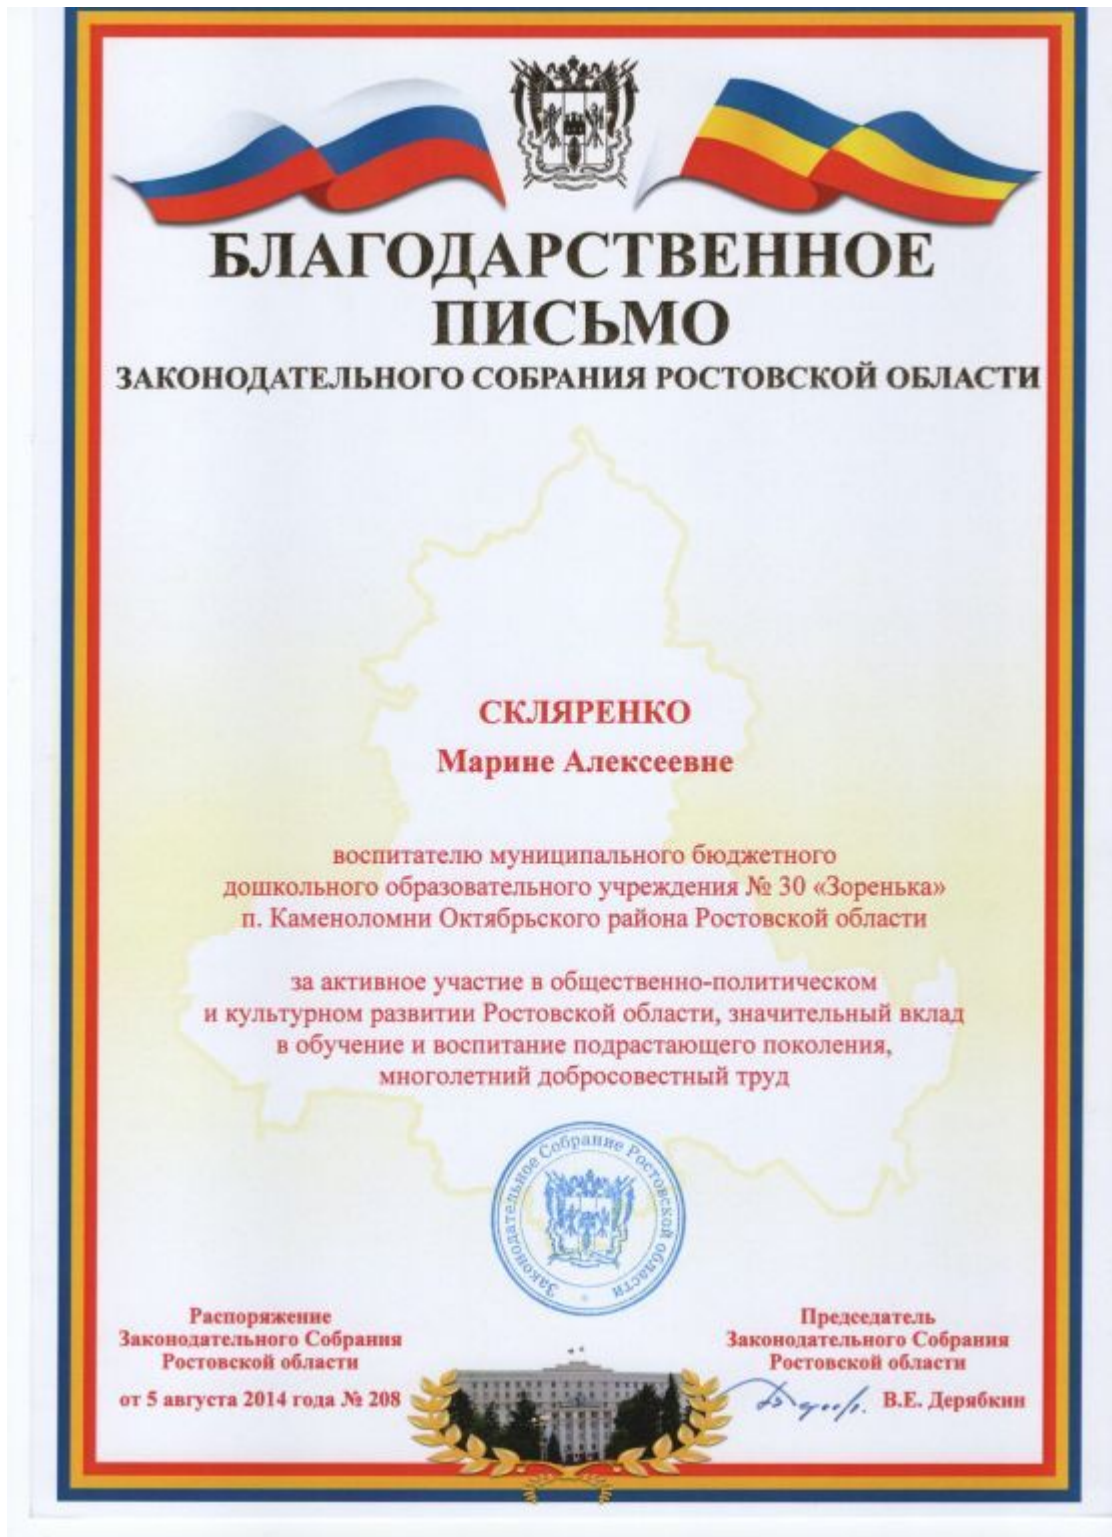 БЛАГОДАРСТВЕННОЕ
ПИСЬМО
ЗАКОНОДАТЕЛЬНОГО СОБРАНИЯ РОСТОВСКОЙ ОБЛАСТИ
СКЛЯРЕНКО
Марине Алексеевне
воспитателю муниципального бюджетного
дошкольного образовательного учреждения № 30 «Зоренька»
п. Каменоломни Октябрьского района Ростовской области
за активное участие в общественно-политическом
и культурном развитии Ростовской области, значительный вклад
в обучение и воспитание подрастающего поколения,
многолетний добросовестный труд
Законодательное Собрание Ростовской области
Распоряжение
Законодательного Собрания
Ростовской области
от 5 августа 2014 года № 208
Председатель
Законодательного Собрания
Ростовской области
В.Е. Дерябкин